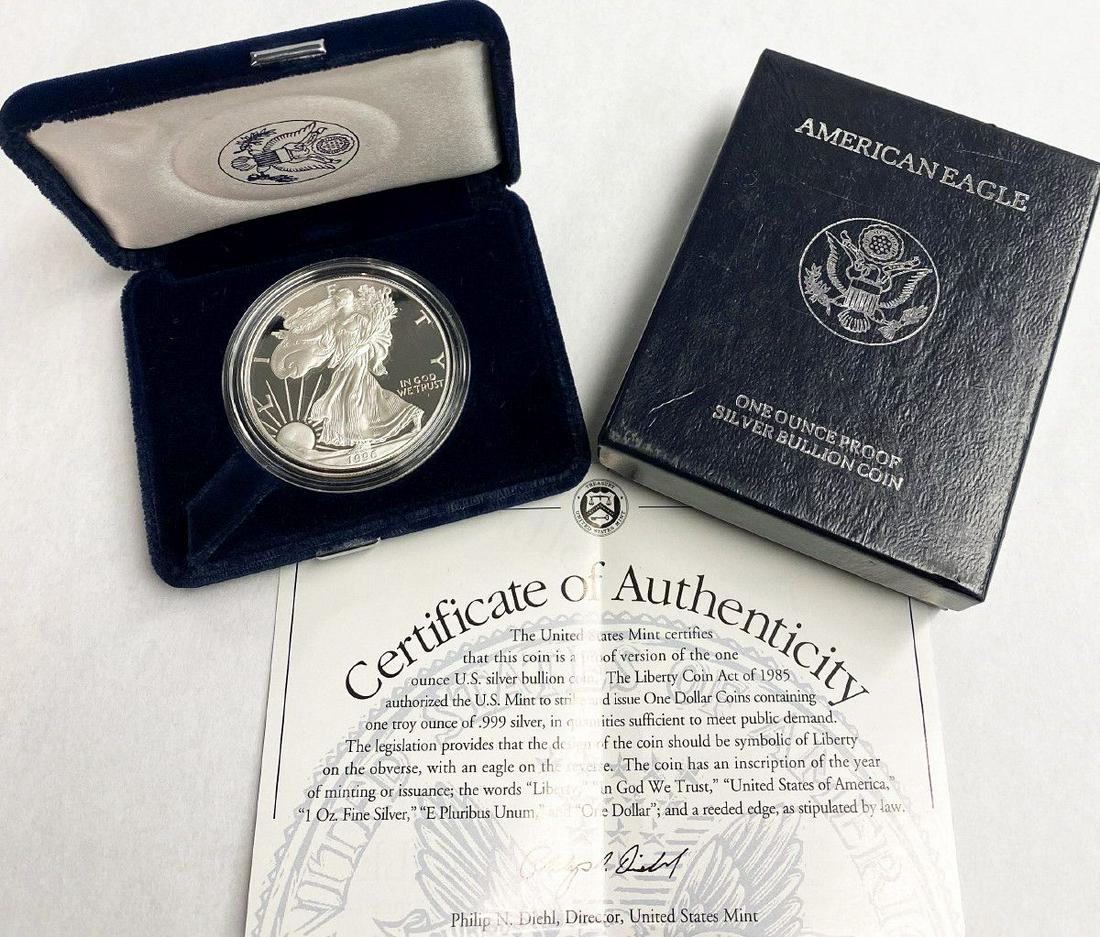 LIBERTY
IN GOD
WE TRUST
1996
AMERICAN EAGLE
ONE OUNCE PROOF
SILVER BULLION COIN
Certificate of Authenticity
The United States Mint certifies
that this coin is a proof version of the one
ounce U.S. silver bullion coin. The Liberty Coin Act of 1985
authorized the U.S. Mint to strike and issue One Dollar Coins containing
one troy ounce of .999 silver, in quantities sufficient to meet public demand.
The legislation provides that the design of the coin should be symbolic of Liberty
on the obverse, with an eagle on the reverse. The coin has an inscription of the year
of minting or issuance; the words “Liberty,” “In God We Trust,” “United States of America,”
“1 Oz. Fine Silver,” “E Pluribus Unum,” and “One Dollar”; and a reeded edge, as stipulated by law.
Philip N. Diehl, Director, United States Mint